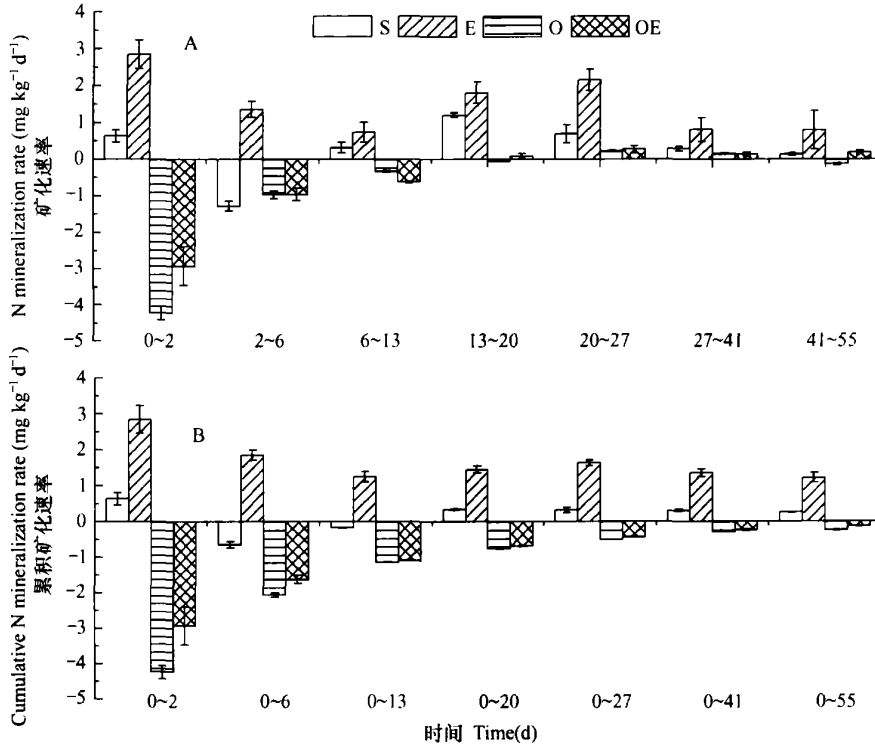 N mineralization rate (mg kg⁻¹ d⁻¹)
矿化速率
A
S E O OE
4
3
2
1
0
−1
−2
−3
−4
−5
0~2 2~6 6~13 13~20 20~27 27~41 41~55
Cumulative N mineralization rate (mg kg⁻¹ d⁻¹)
累积矿化速率
B
4
3
2
1
0
−1
−2
−3
−4
−5
0~2 0~6 0~13 0~20 0~27 0~41 0~55
时间 Time(d)